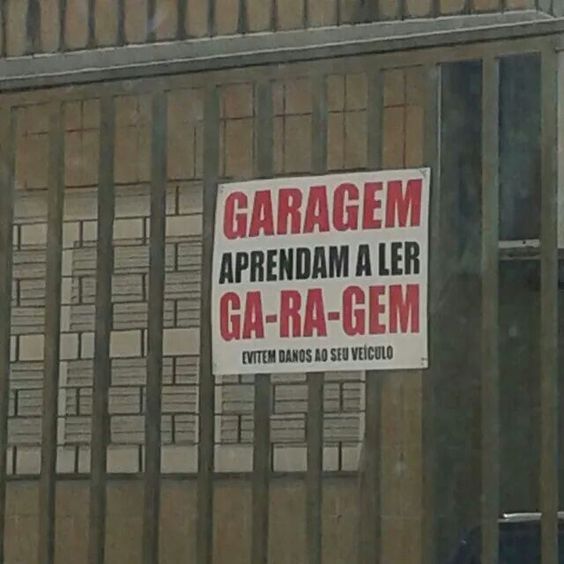 GARAGEM
APRENDAM A LER
GA-RA-GEM
EVITEM DANOS AO SEU VEÍCULO